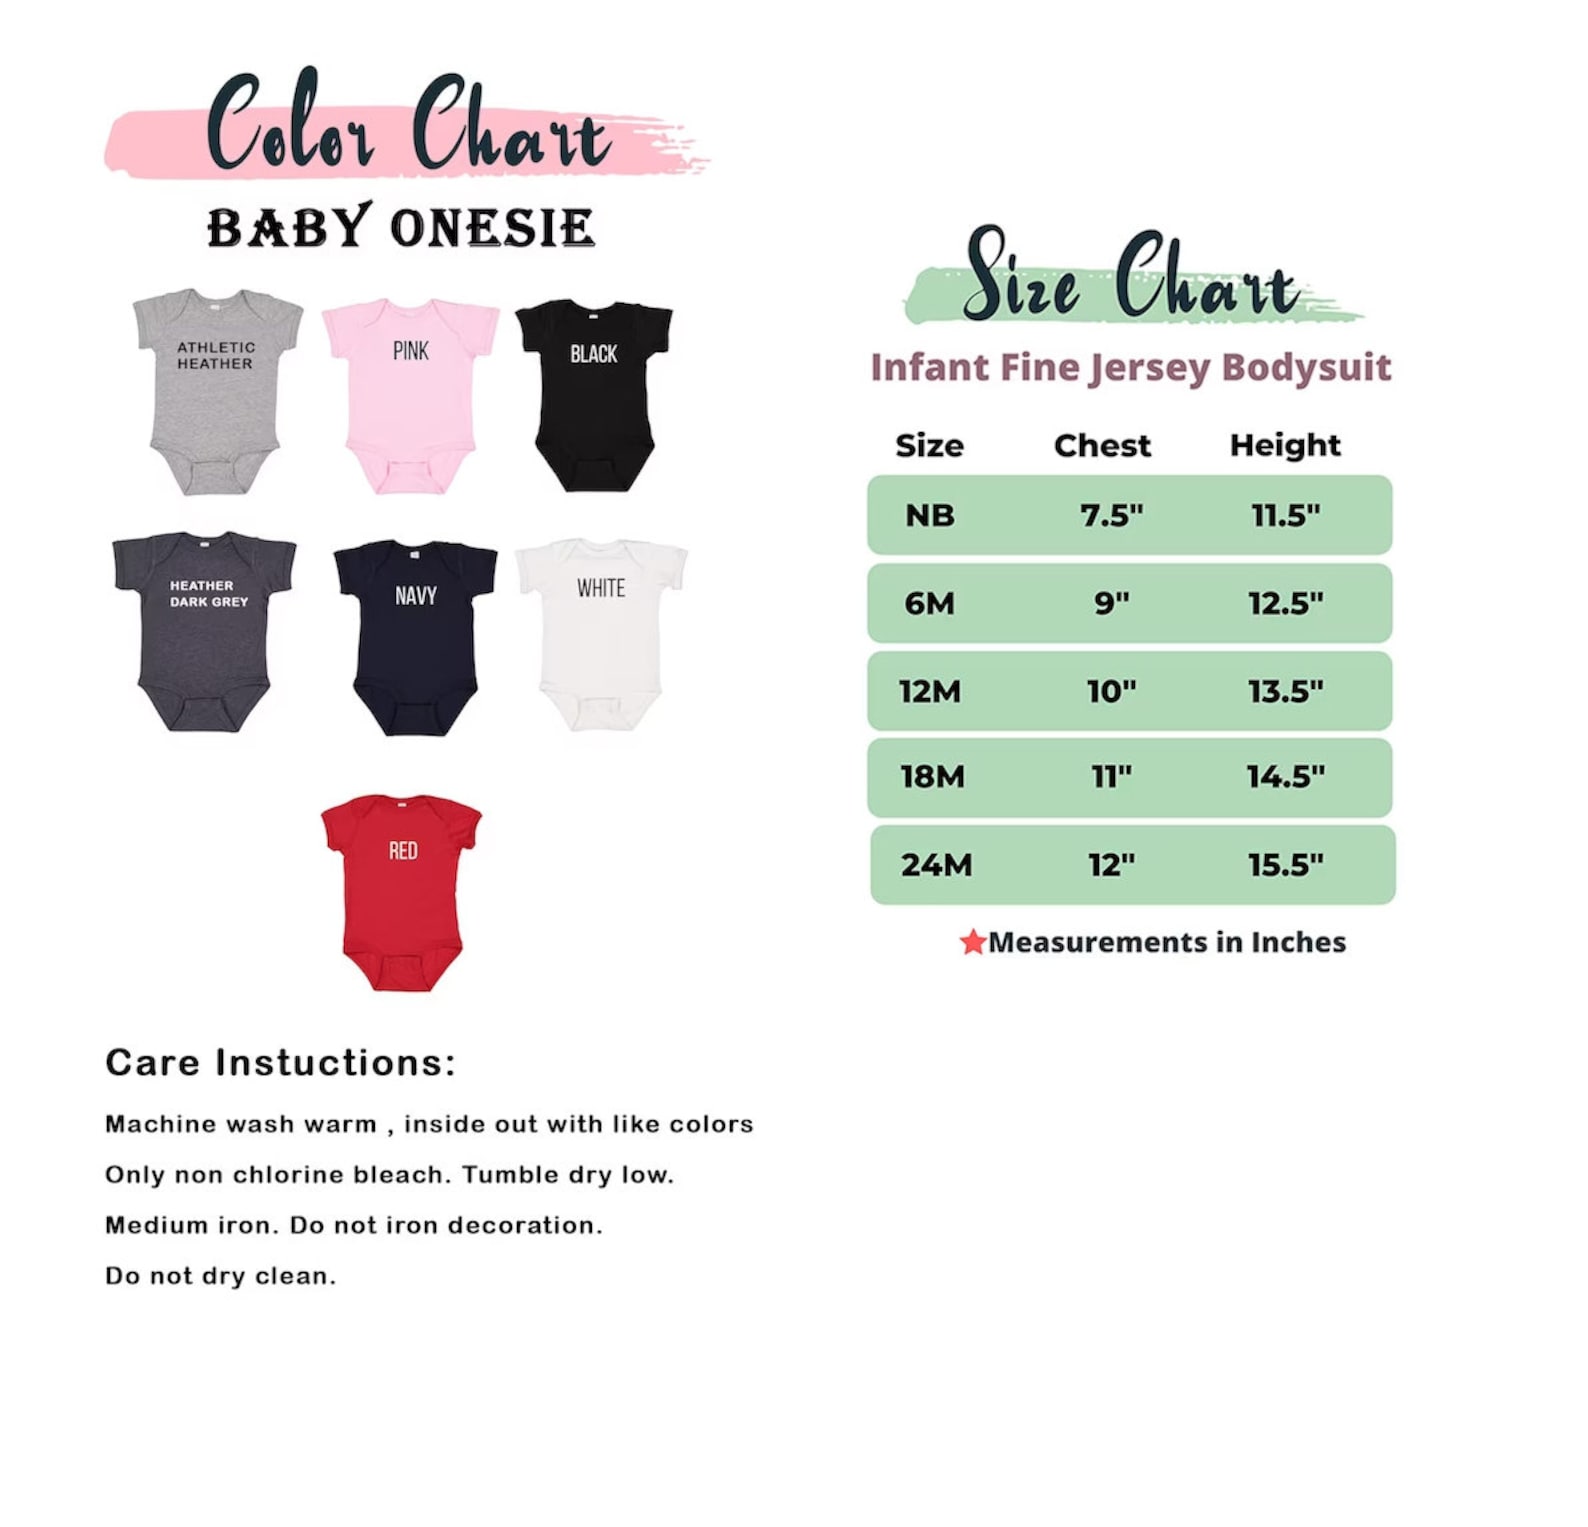 Color Chart
BABY ONESIE
ATHLETIC
HEATHER
PINK
BLACK
HEATHER
DARK GREY
NAVY
WHITE
RED
Care Instuctions:
Machine wash warm , inside out with like colors
Only non chlorine bleach. Tumble dry low.
Medium iron. Do not iron decoration.
Do not dry clean.
Size Chart
Infant Fine Jersey Bodysuit
Size Chest Height
NB 7.5" 11.5"
6M 9" 12.5"
12M 10" 13.5"
18M 11" 14.5"
24M 12" 15.5"
Measurements in Inches